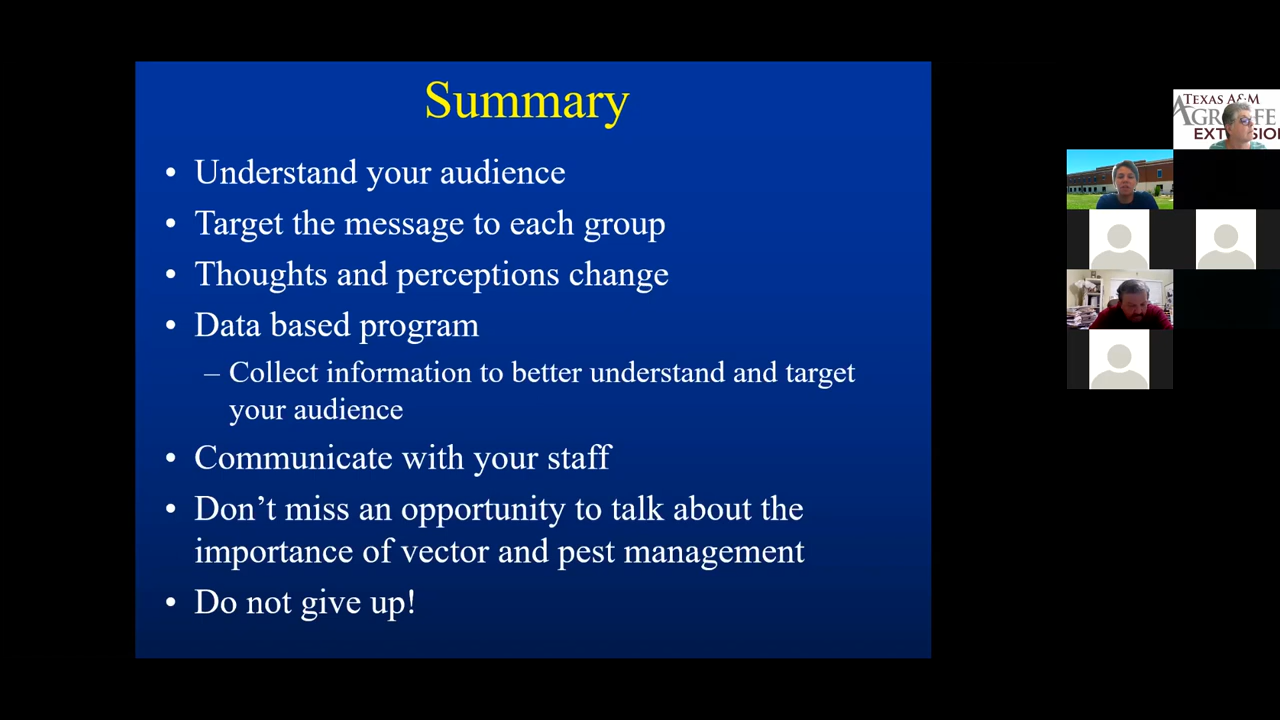 Summary
• Understand your audience
• Target the message to each group
• Thoughts and perceptions change
• Data based program
– Collect information to better understand and target
your audience
• Communicate with your staff
• Don't miss an opportunity to talk about the
importance of vector and pest management
• Do not give up!
TEXAS A&M